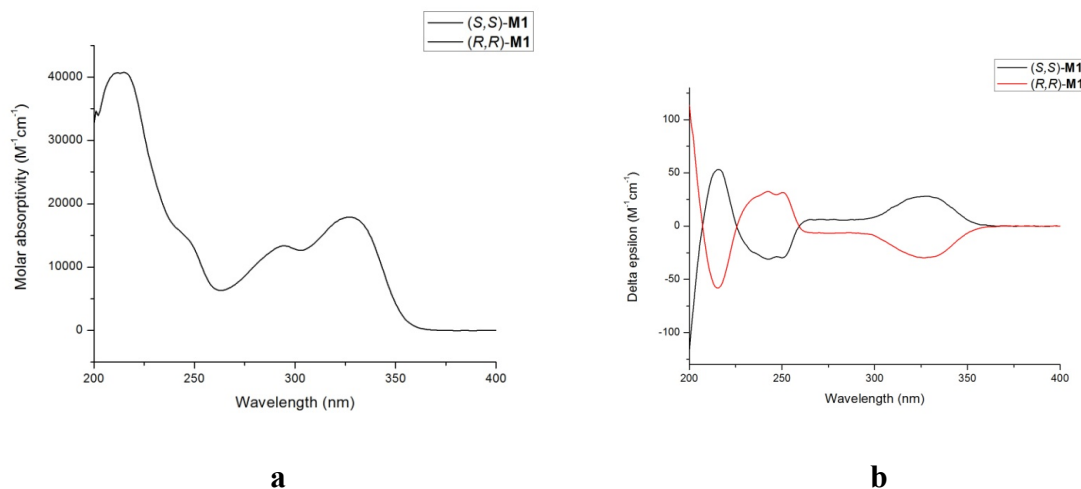 (S,S)-M1
(R,R)-M1
Molar absorptivity (M⁻¹cm⁻¹)
40000
30000
20000
10000
0
200 250 300 350 400
Wavelength (nm)
a
(S,S)-M1
(R,R)-M1
Delta epsilon (M⁻¹cm⁻¹)
100
50
0
-50
-100
200 250 300 350 400
Wavelength (nm)
b